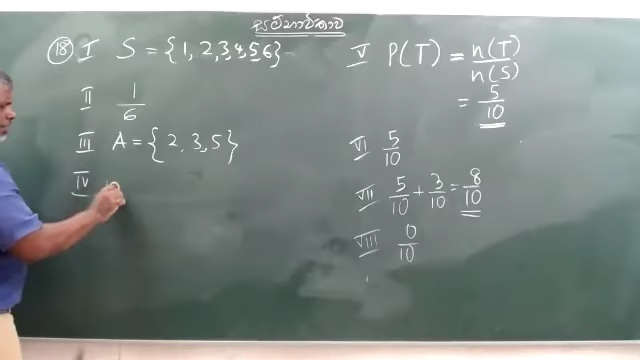 සම්භාවිතාව
18 I S = {1, 2, 3, 4, 5, 6}
II 1/6
III A = {2, 3, 5}
IV
V P(T) = n(T)/n(S)
= 5/10
VI 5/10
VII 5/10 + 3/10 = 8/10
VIII 0/10